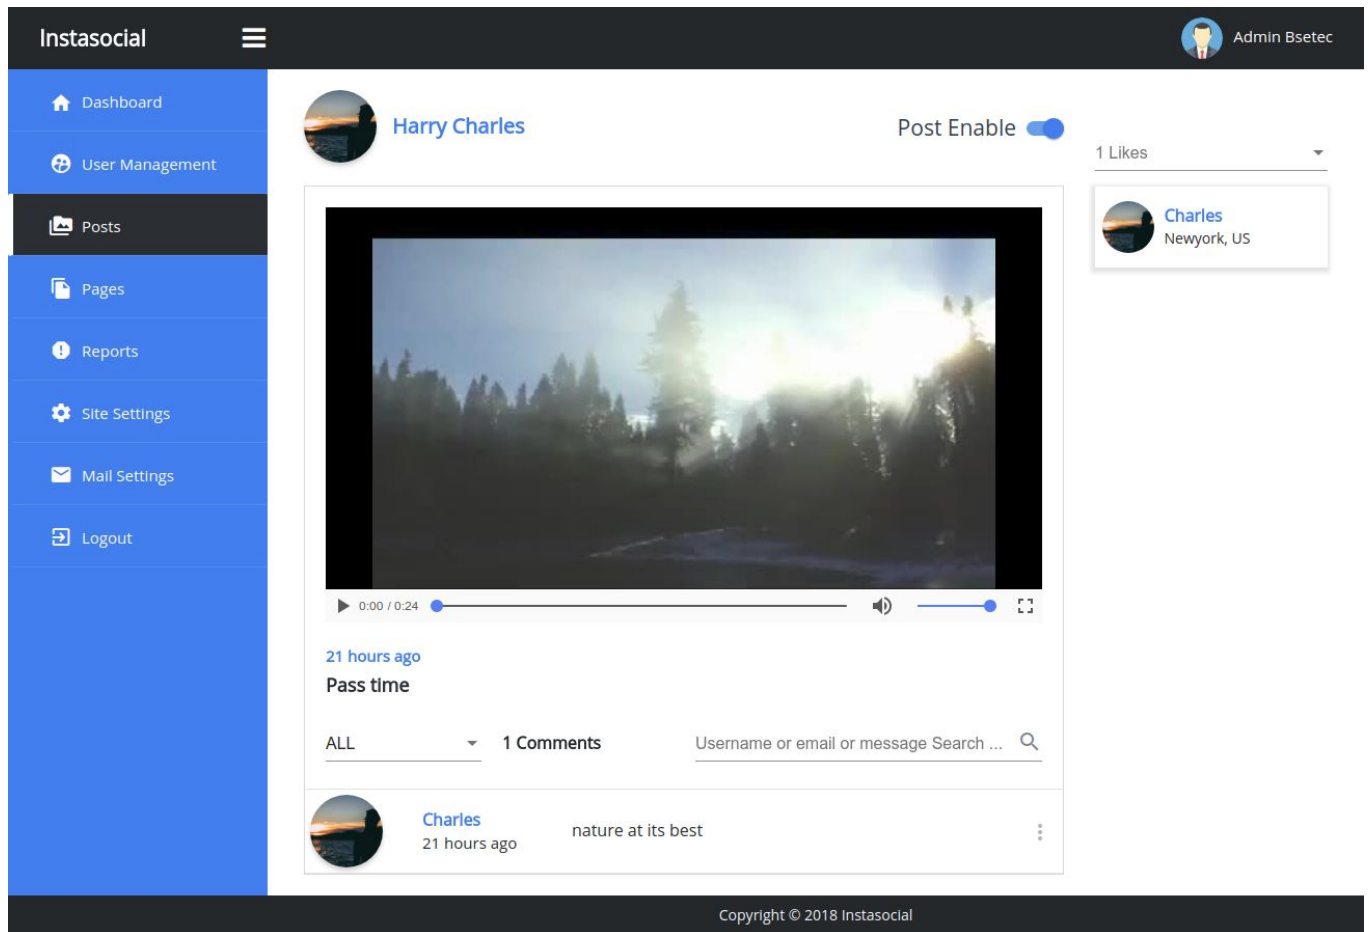 Instasocial
Admin Bsetec
Dashboard
User Management
Posts
Pages
Reports
Site Settings
Mail Settings
Logout
Harry Charles
Post Enable
0:00 / 0:24
21 hours ago
Pass time
ALL
1 Comments
Username or email or message Search ...
Charles
21 hours ago
nature at its best
1 Likes
Charles
Newyork, US
Copyright © 2018 Instasocial